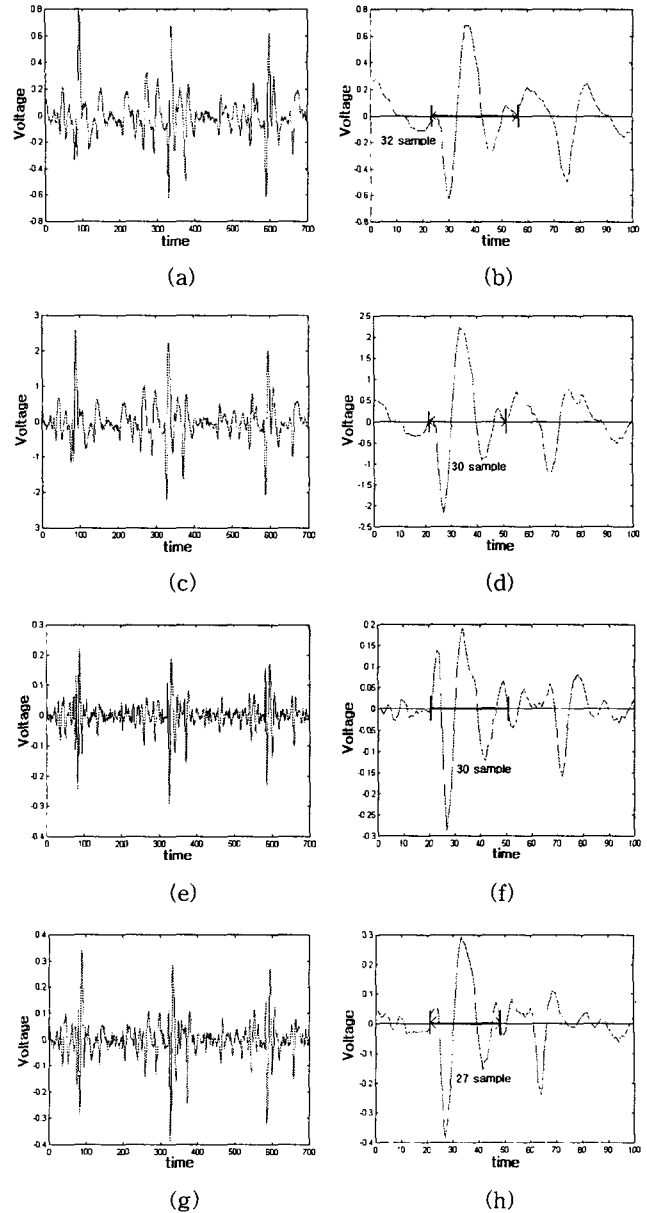 0.8
0.6
0.4
0.2
0
0.2
0.4
-0.6
0.8
Voltage
0 100 200 300 400 500 600 700
time
(a)
0.8
0.6
0.4
0.2
0
0.2
-0.4
-0.6
0.8
Voltage
32 sample
0 10 20 30 40 50 60 70 80 90 100
time
(b)
3
2
1
0
-1
-2
3
Voltage
0 100 200 300 400 500 600 700
time
(c)
2.5
2
1.5
1
0.5
0
-0.5
-1
-1.5
-2
-2.5
Voltage
30 sample
0 10 20 30 40 50 60 70 80 90 100
time
(d)
0.3
0.2
0.1
0
-0.1
-0.2
-0.3
-0.4
Voltage
0 100 200 300 400 500 600 700
time
(e)
0.2
0.15
0.1
0.05
0
-0.05
-0.1
-0.15
-0.2
-0.25
-0.3
Voltage
30 sample
0 10 20 30 40 50 60 70 80 90 100
time
(f)
0.4
0.3
0.2
0.1
0
-0.1
-0.2
-0.3
-0.4
Voltage
0 100 200 300 400 500 600 700
time
(g)
0.3
0.2
0.1
0
-0.1
-0.2
-0.3
-0.4
Voltage
27 sample
0 10 20 30 40 50 60 70 80 90 100
time
(h)